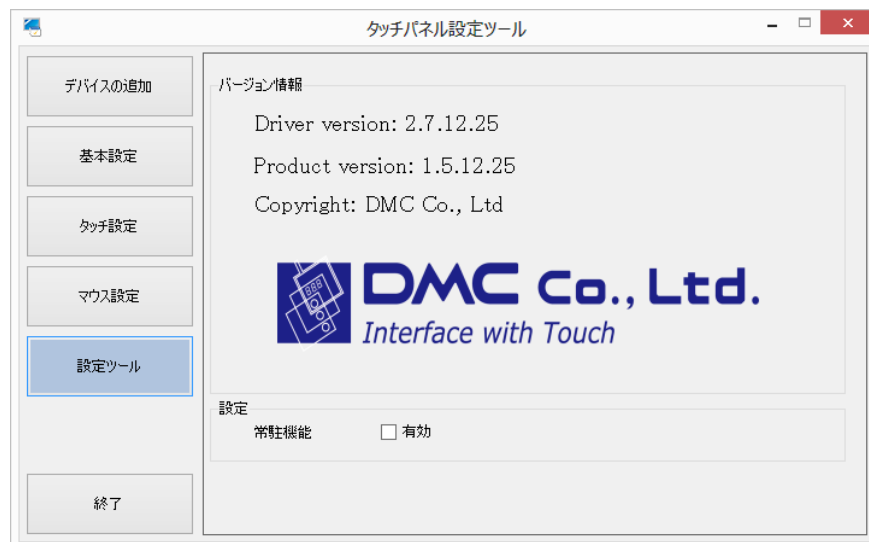 タッチパネル設定ツール
デバイスの追加
基本設定
タッチ設定
マウス設定
設定ツール
終了
バージョン情報
Driver version: 2.7.12.25
Product version: 1.5.12.25
Copyright: DMC Co., Ltd
DMC Co., Ltd.
Interface with Touch
設定
常駐機能 有効